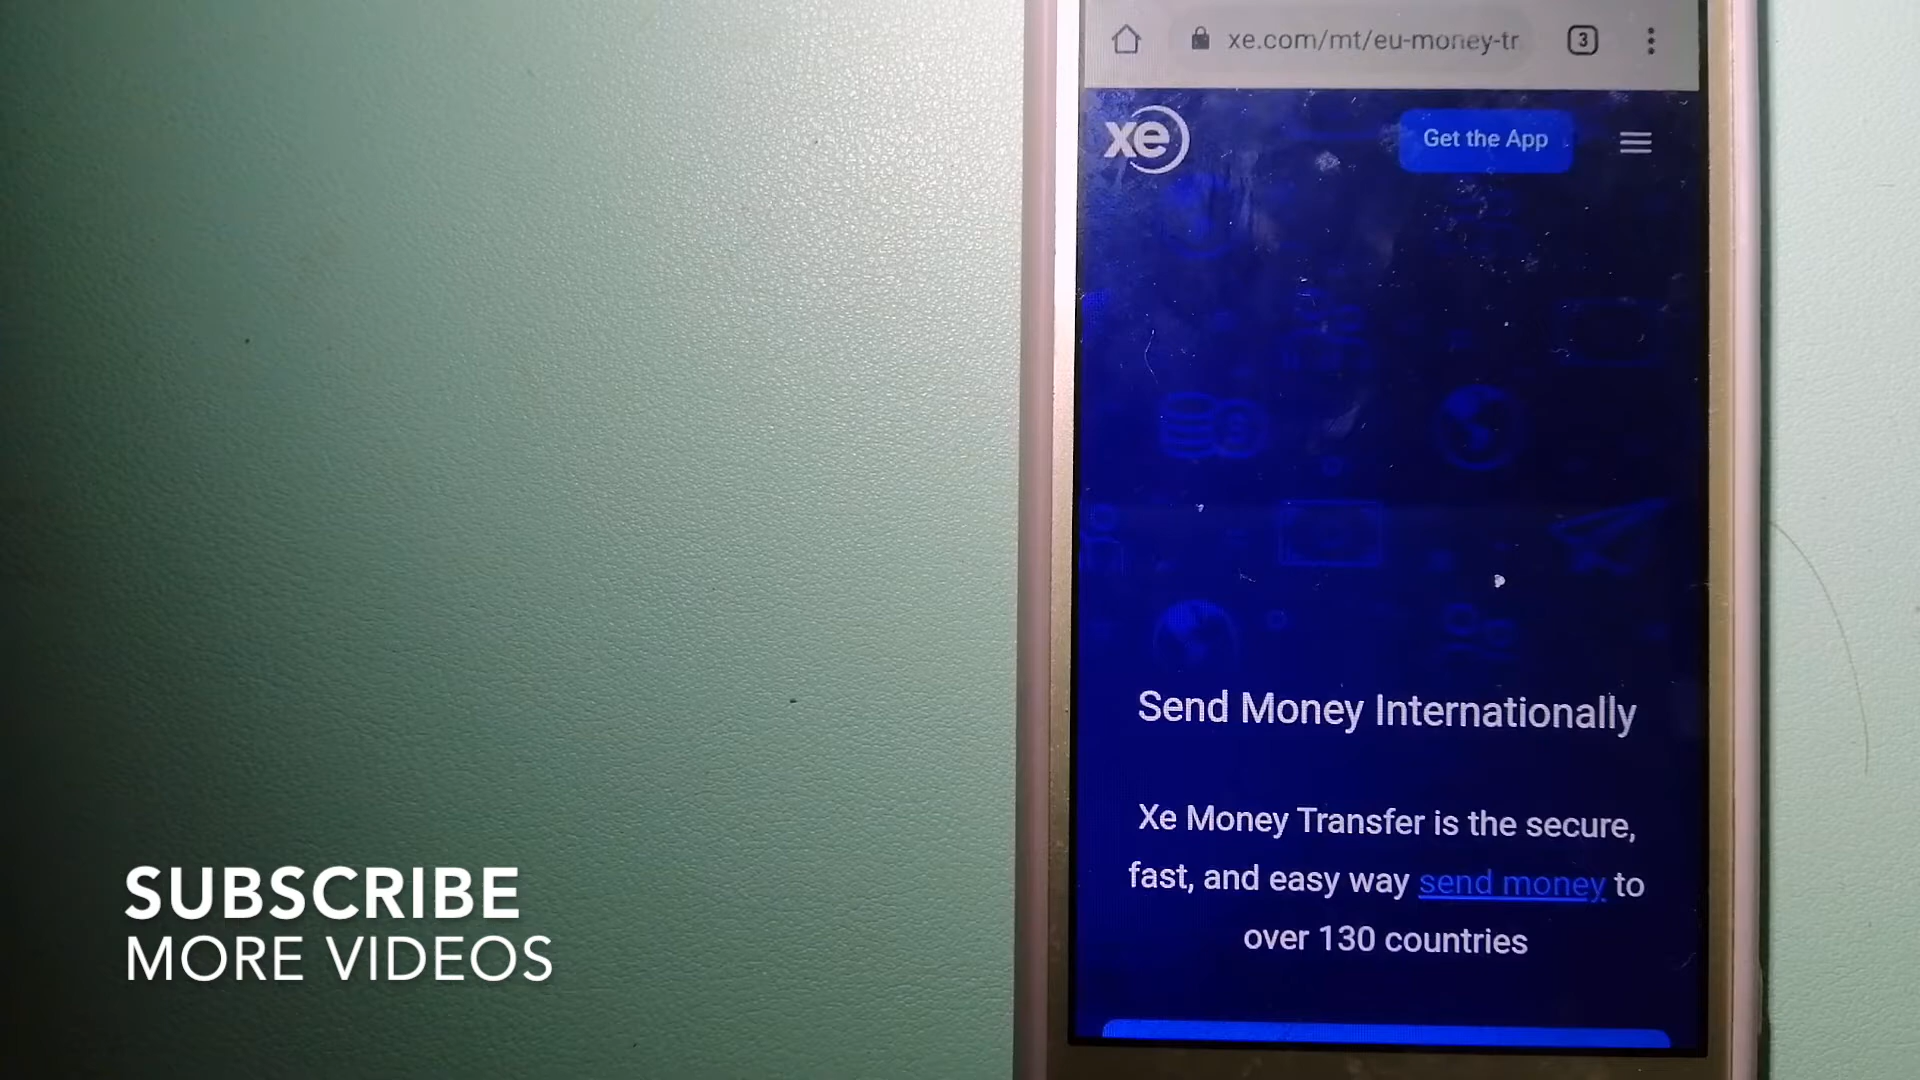 xe.com/mt/eu-money-tr
3
xe
Get the App
Send Money Internationally
Xe Money Transfer is the secure,
fast, and easy way send money to
over 130 countries
SUBSCRIBE
MORE VIDEOS